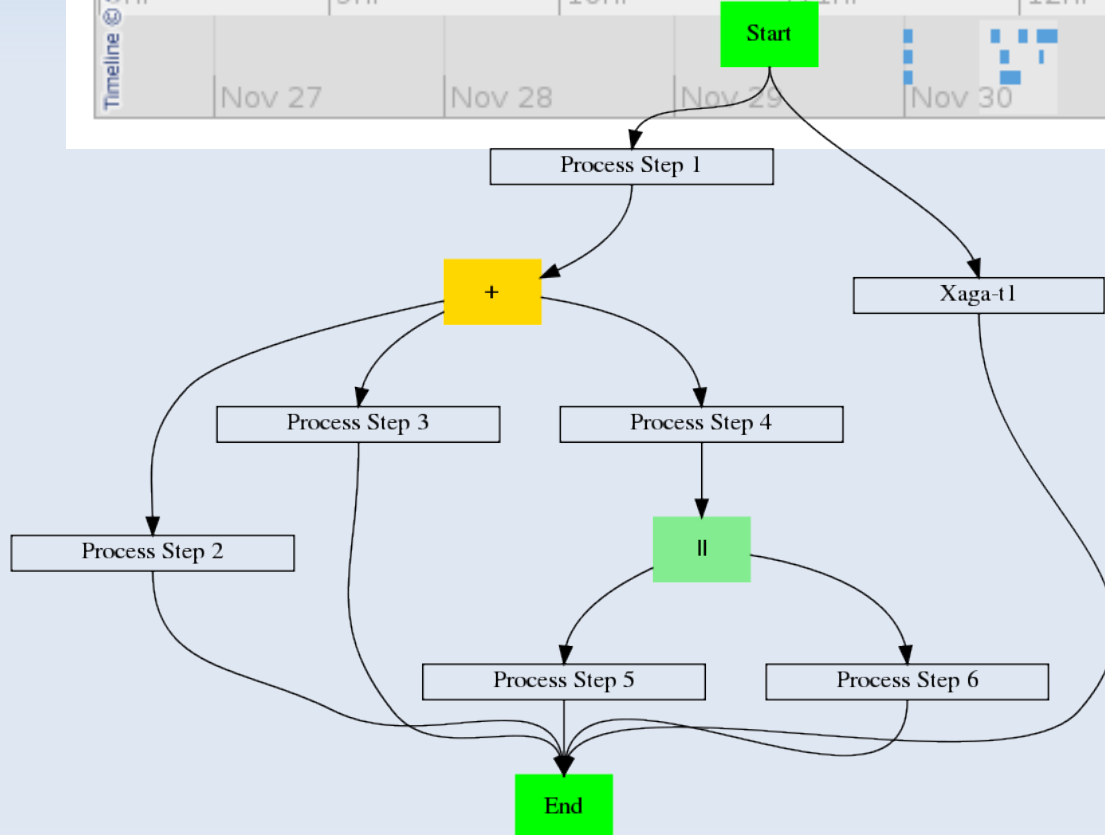 Timeline ©
Start
Nov 27
Nov 28
Nov 29
Nov 30
Process Step 1
+
Xaga-t1
Process Step 3
Process Step 4
||
Process Step 2
Process Step 5
Process Step 6
End